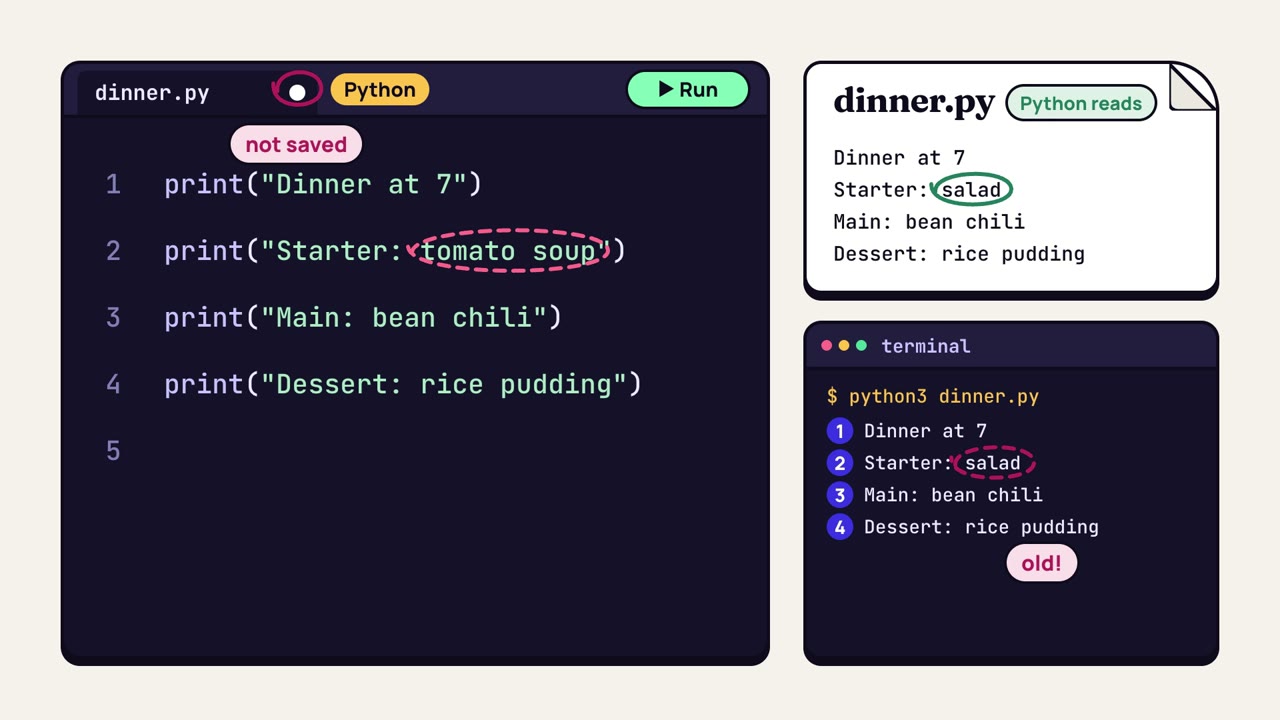 dinner.py
Python
▶ Run
not saved
1 print("Dinner at 7")
2 print("Starter: tomato soup")
3 print("Main: bean chili")
4 print("Dessert: rice pudding")
5
dinner.py
Python reads
Dinner at 7
Starter: salad
Main: bean chili
Dessert: rice pudding
terminal
$ python3 dinner.py
1 Dinner at 7
2 Starter: salad
3 Main: bean chili
4 Dessert: rice pudding
old!